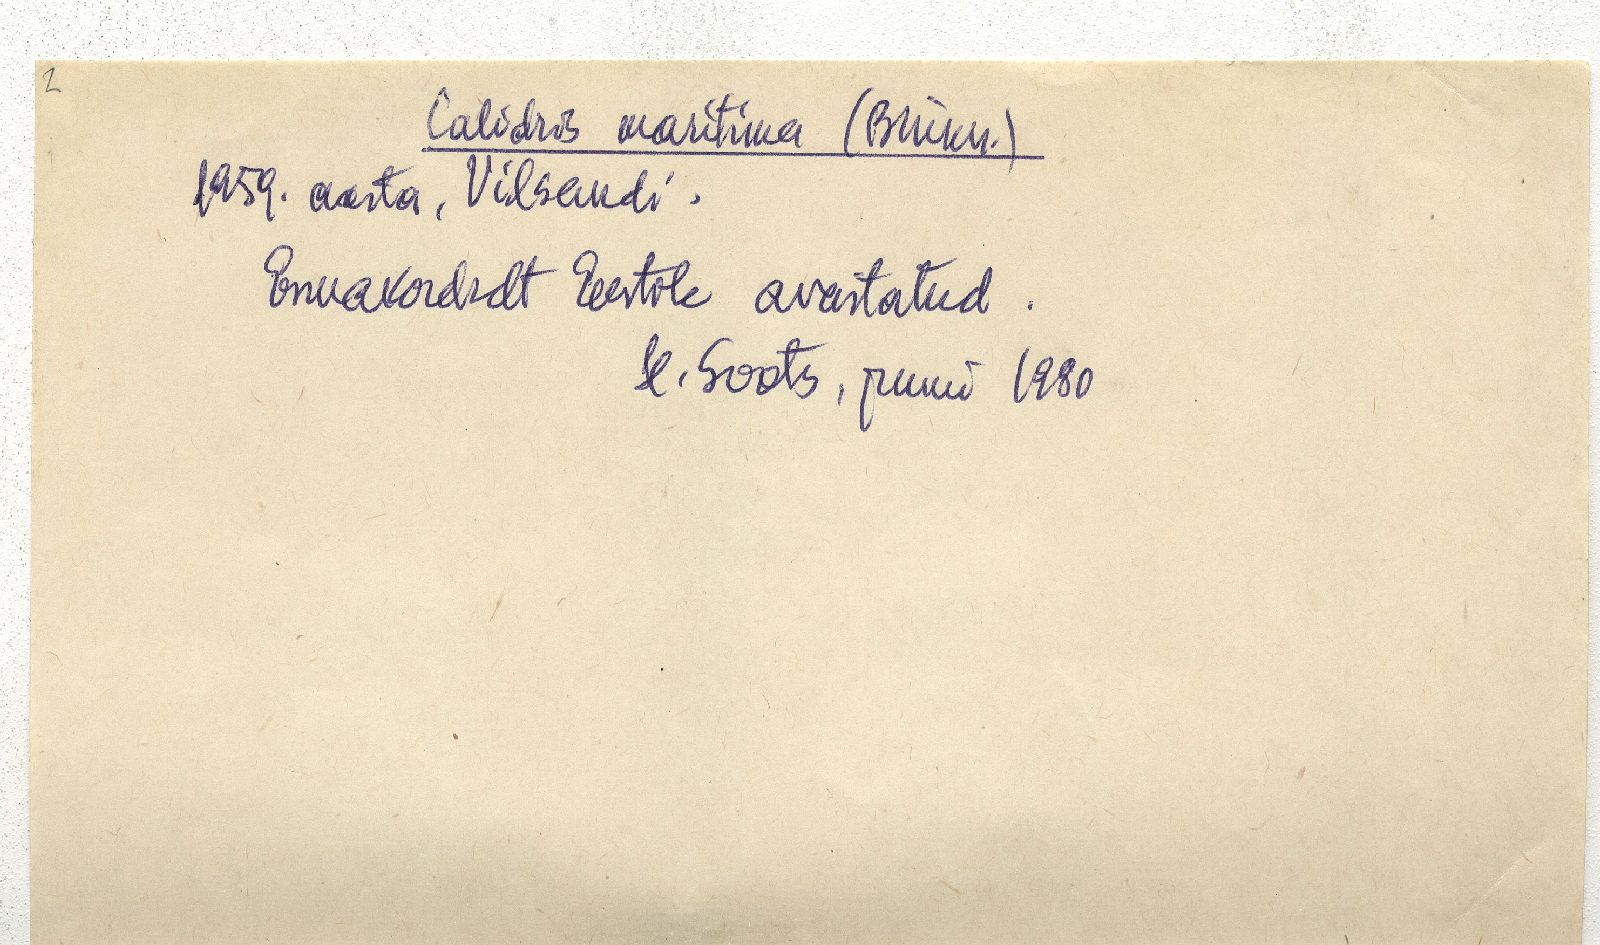 2
Calidris maritima (Brünn.)
1959. aasta, Vilsandi.
Esmakordselt Eestile avastatud.
Soots, juuni 1980